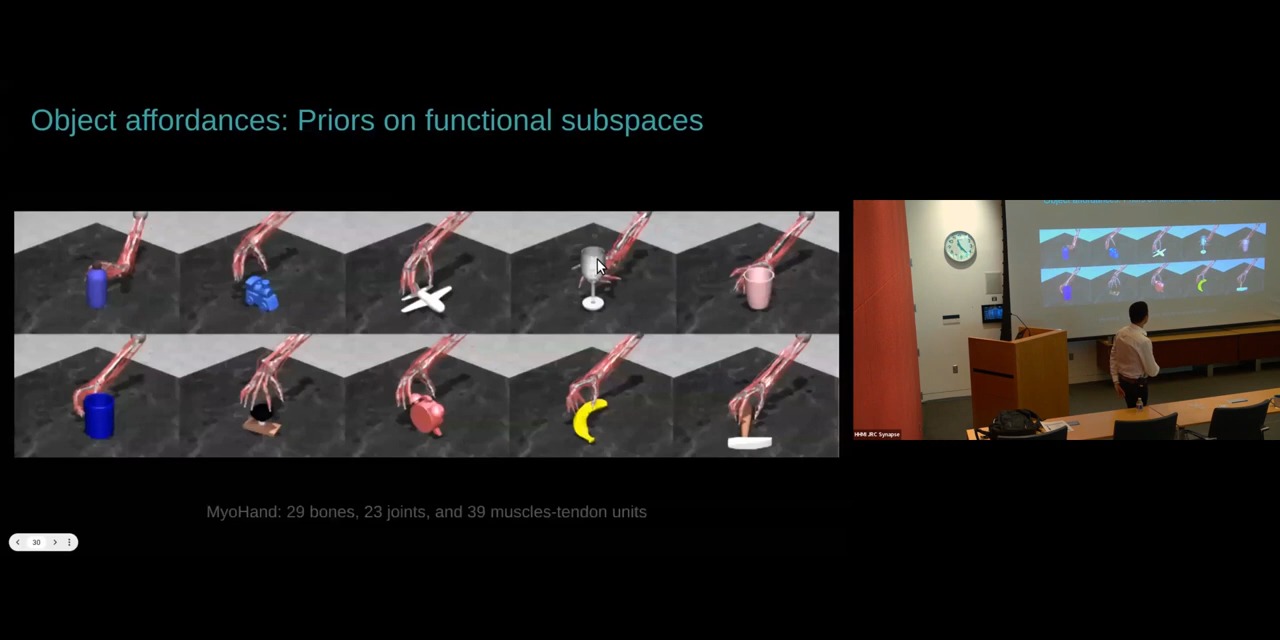 Object affordances: Priors on functional subspaces
HHMI JRC Synapse
MyoHand: 29 bones, 23 joints, and 39 muscles-tendon units
30